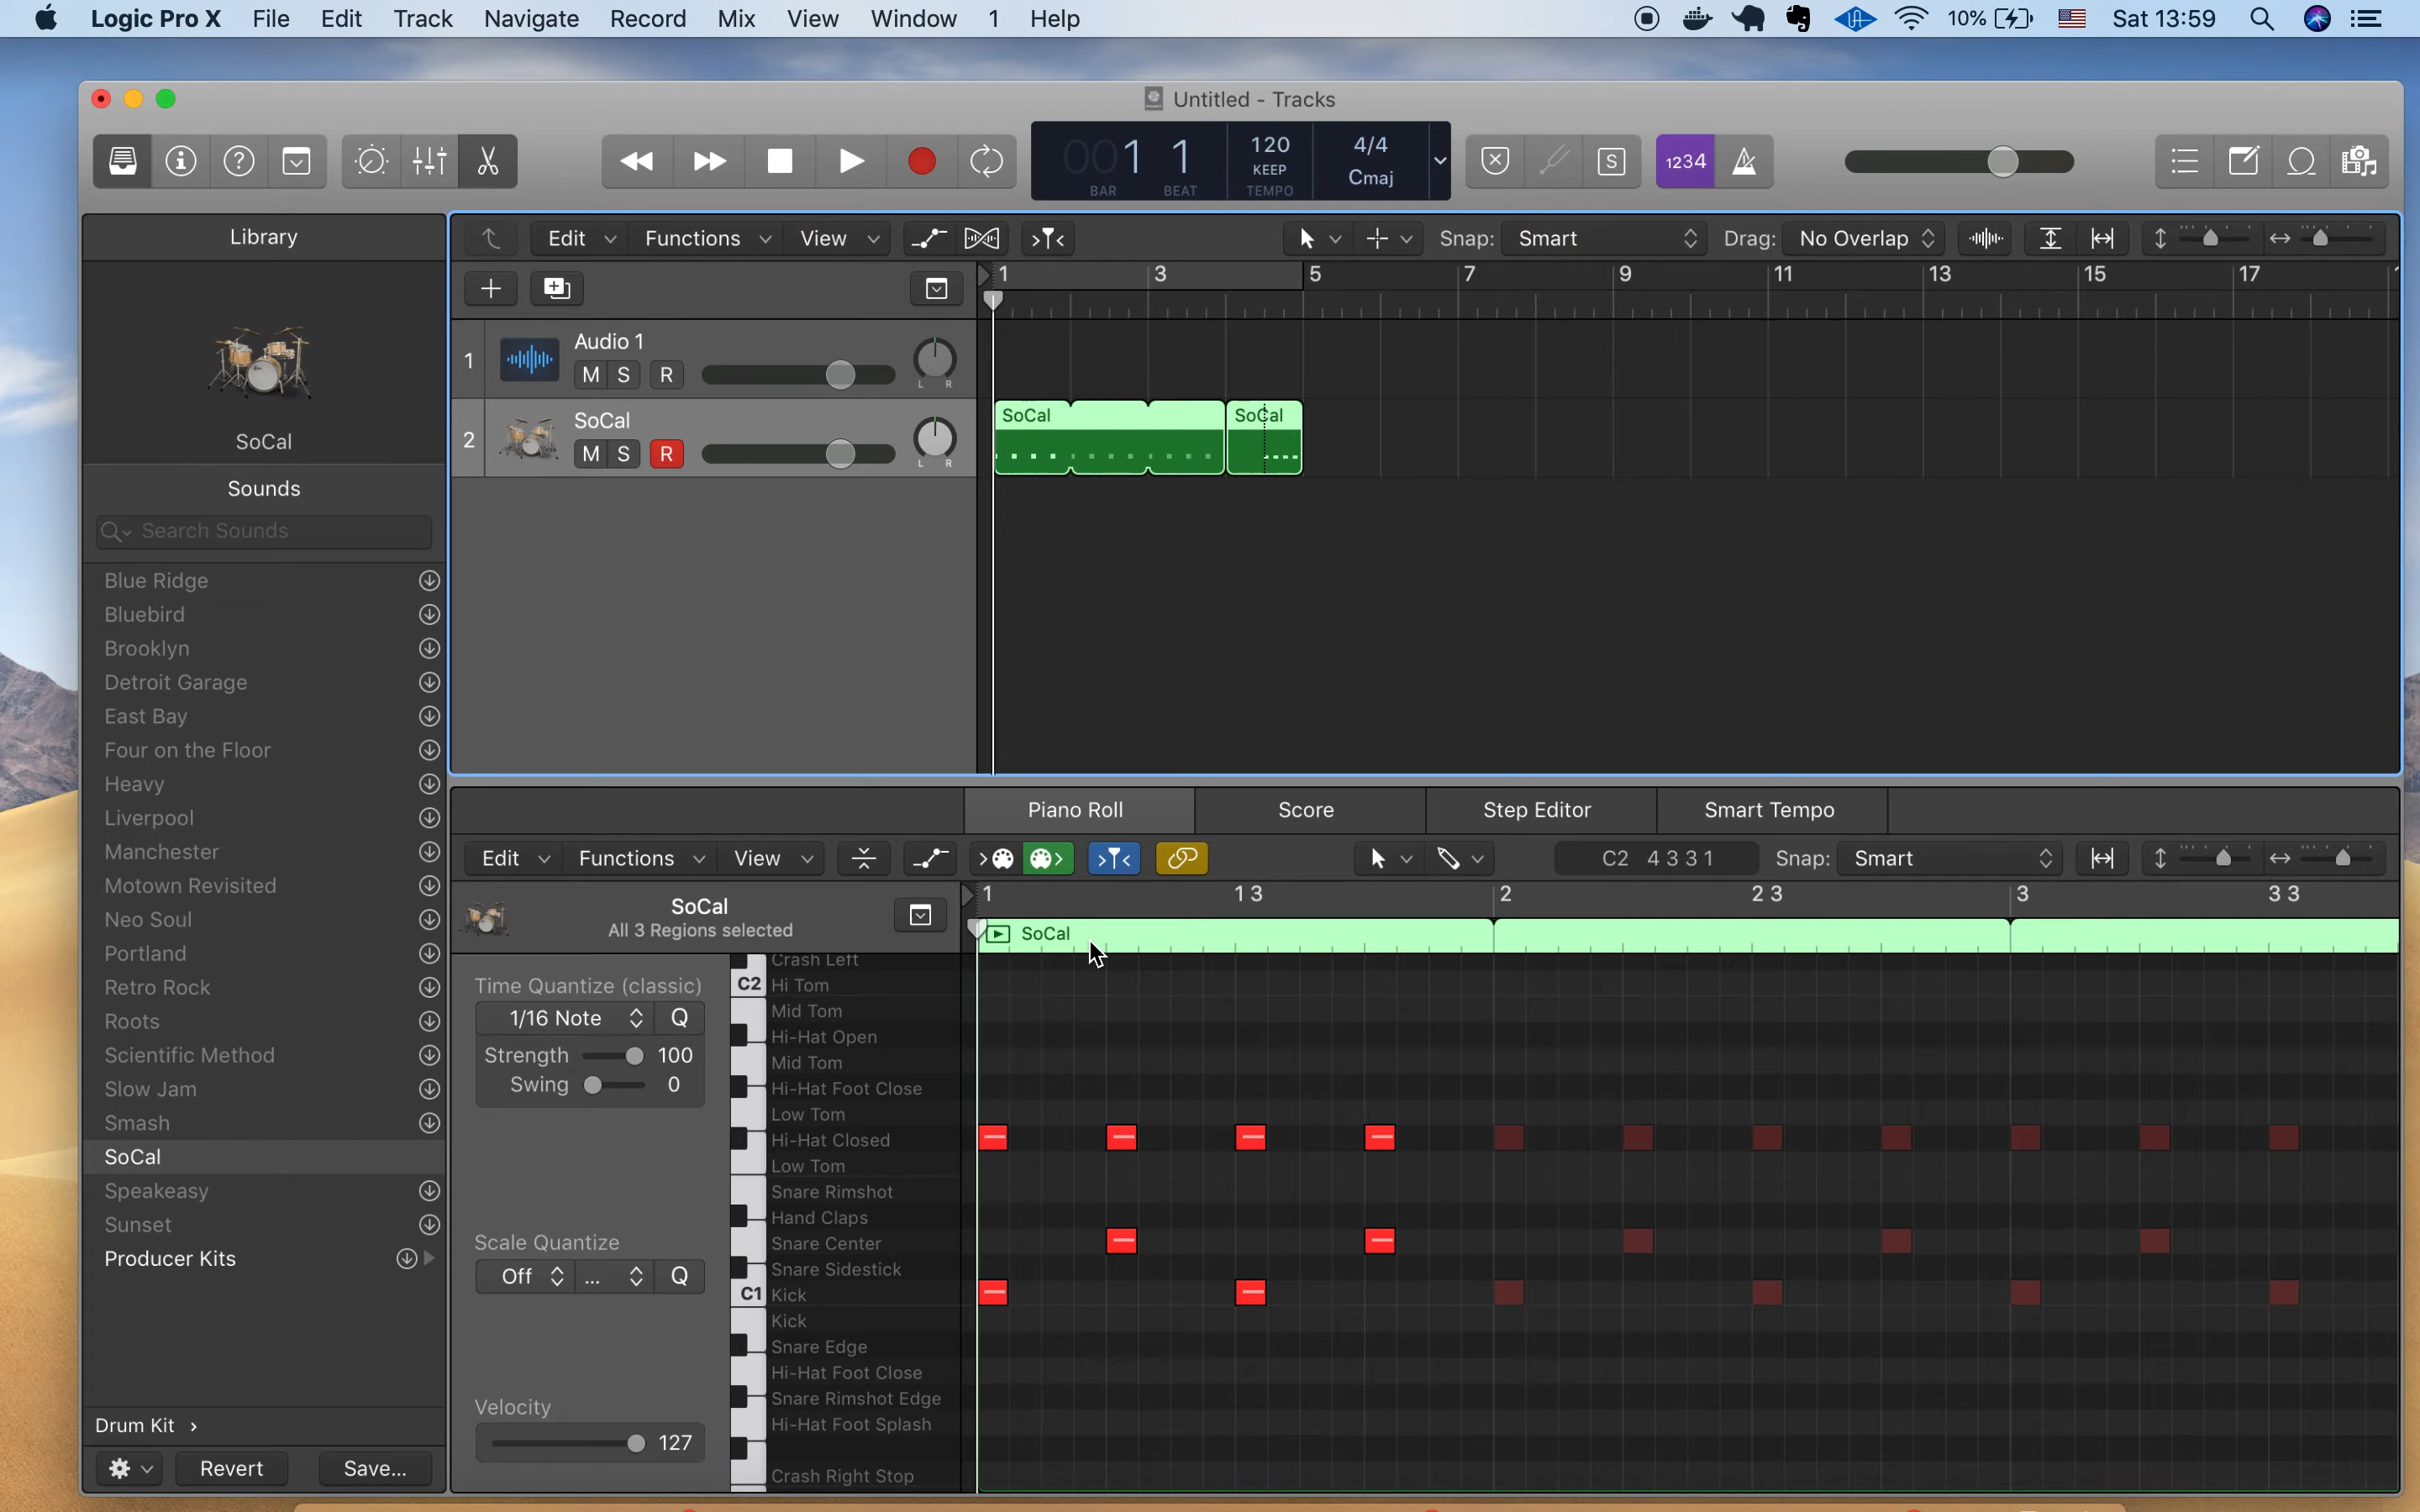 Logic Pro X File Edit Track Navigate Record Mix View Window 1 Help 10% Sat 13:59
Untitled - Tracks
001 1 120 4/4
KEEP Cmaj
BAR BEAT TEMPO
S 1234
Library
Edit Functions View Snap: Smart Drag: No Overlap
1 3 5 7 9 11 13 15 17
1 Audio 1
M S R L R
2 SoCal
M S R L R
SoCal SoCal
SoCal
Sounds
Search Sounds
Blue Ridge
Bluebird
Brooklyn
Detroit Garage
East Bay
Four on the Floor
Heavy
Liverpool
Manchester
Motown Revisited
Neo Soul
Portland
Retro Rock
Roots
Scientific Method
Slow Jam
Smash
SoCal
Speakeasy
Sunset
Producer Kits
Drum Kit
Revert Save...
Piano Roll Score Step Editor Smart Tempo
Edit Functions View C2 4 3 3 1 Snap: Smart
SoCal
All 3 Regions selected
1 1 3 2 2 3 3 3 3
SoCal
Time Quantize (classic)
1/16 Note Q
Strength 100
Swing 0
Scale Quantize
Off ... Q
Velocity
127
Crash Left
C2 Hi Tom
Mid Tom
Hi-Hat Open
Mid Tom
Hi-Hat Foot Close
Low Tom
Hi-Hat Closed
Low Tom
Snare Rimshot
Hand Claps
Snare Center
Snare Sidestick
C1 Kick
Kick
Snare Edge
Hi-Hat Foot Close
Snare Rimshot Edge
Hi-Hat Foot Splash
Crash Right Stop